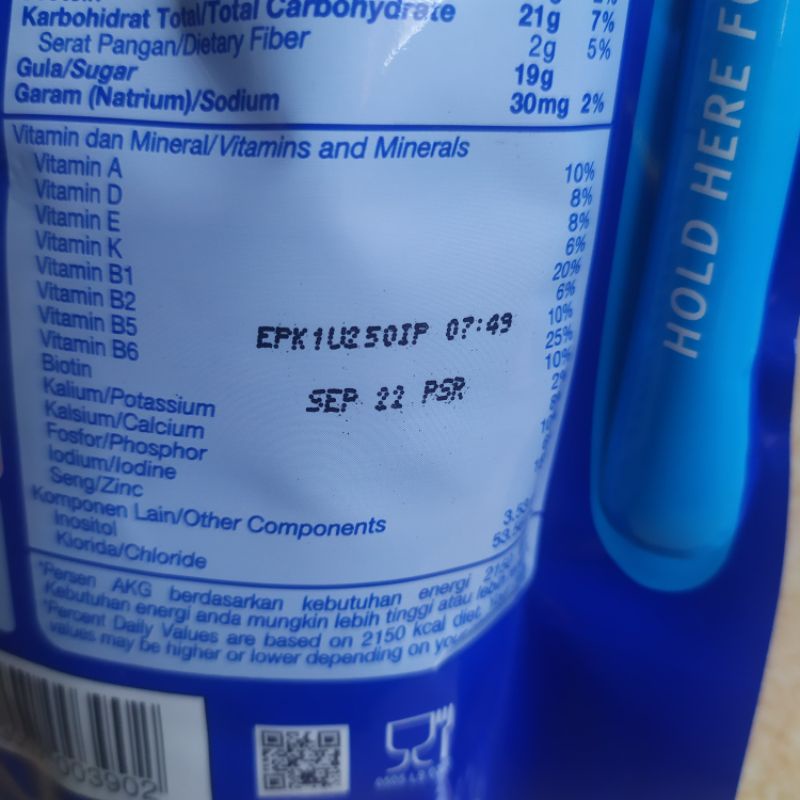 Karbohidrat Total/Total Carbohydrate 21g 7%
Serat Pangan/Dietary Fiber 2g 5%
Gula/Sugar 19g
Garam (Natrium)/Sodium 30mg 2%
Vitamin dan Mineral/Vitamins and Minerals
Vitamin A 10%
Vitamin D 8%
Vitamin E 8%
Vitamin K 6%
Vitamin B1 20%
Vitamin B2 6%
Vitamin B5 10%
Vitamin B6 25%
Biotin 10%
Kalium/Potassium
Kalsium/Calcium
Fosfor/Phosphor
Iodium/Iodine
Seng/Zinc
Komponen Lain/Other Components
Inositol
Klorida/Chloride
EPK1U250IP 07:49
SEP 22 PSR
*Persen AKG berdasarkan kebutuhan energi
Kebutuhan energi anda mungkin lebih tinggi atau
*Percent Daily Values are based on 2150 kcal diet.
values may be higher or lower depending on
003902
HOLD HERE